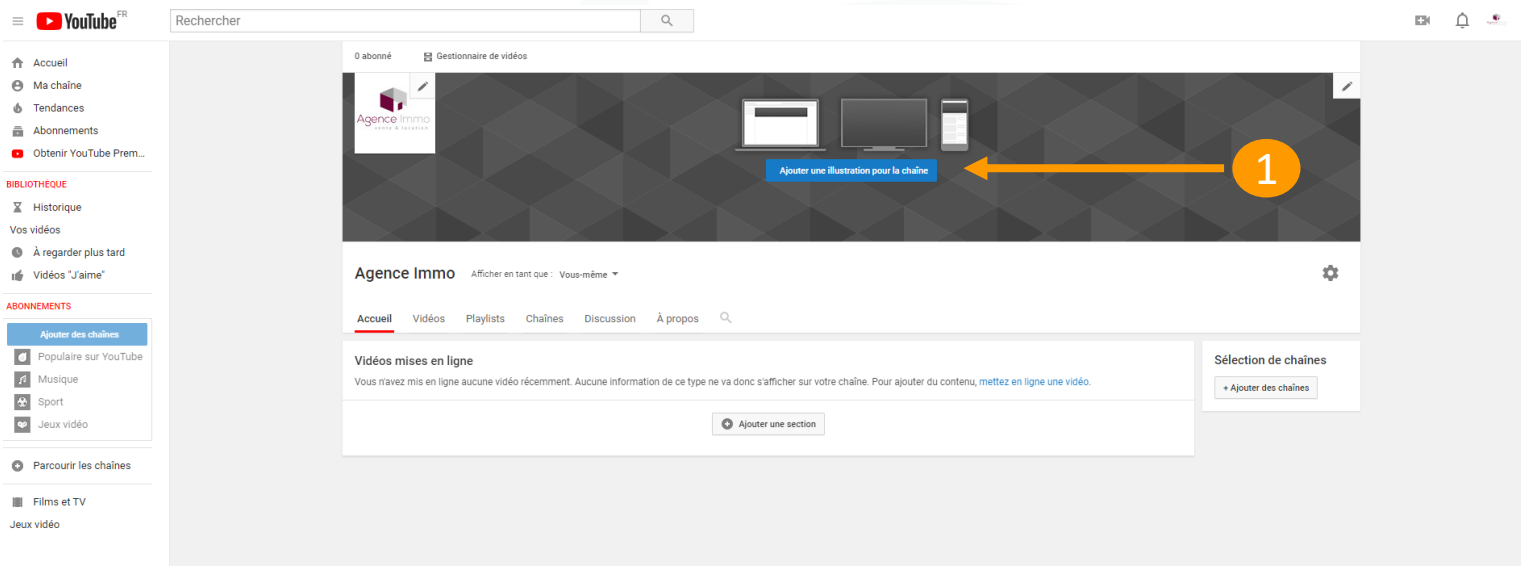 YouTube FR
Rechercher
Accueil
Ma chaîne
Tendances
Abonnements
Obtenir YouTube Prem...
BIBLIOTHÈQUE
Historique
Vos vidéos
À regarder plus tard
Vidéos "J'aime"
ABONNEMENTS
Ajouter des chaînes
Populaire sur YouTube
Musique
Sport
Jeux vidéo
Parcourir les chaînes
Films et TV
Jeux vidéo
0 abonné Gestionnaire de vidéos
Agence Immo
vente & location
Ajouter une illustration pour la chaîne
1
Agence Immo Afficher en tant que : Vous-même
Accueil Vidéos Playlists Chaînes Discussion À propos
Vidéos mises en ligne
Vous n'avez mis en ligne aucune vidéo récemment. Aucune information de ce type ne va donc s'afficher sur votre chaîne. Pour ajouter du contenu, mettez en ligne une vidéo.
Ajouter une section
Sélection de chaînes
+ Ajouter des chaînes